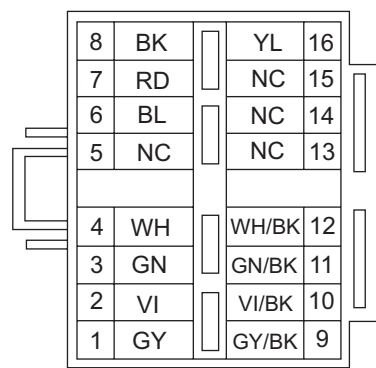 8 BK YL 16
7 RD NC 15
6 BL NC 14
5 NC NC 13
4 WH WH/BK 12
3 GN GN/BK 11
2 VI VI/BK 10
1 GY GY/BK 9